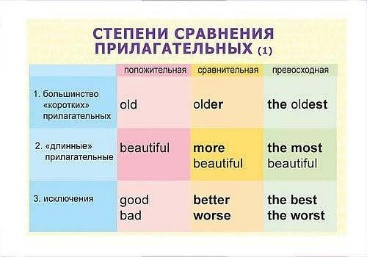 СТЕПЕНИ СРАВНЕНИЯ
ПРИЛАГАТЕЛЬНЫХ (1)
положительная сравнительная превосходная
1. большинство
«коротких»
прилагательных
old older the oldest
2. «длинные»
прилагательные
beautiful more the most
beautiful beautiful
3. исключения
good better the best
bad worse the worst